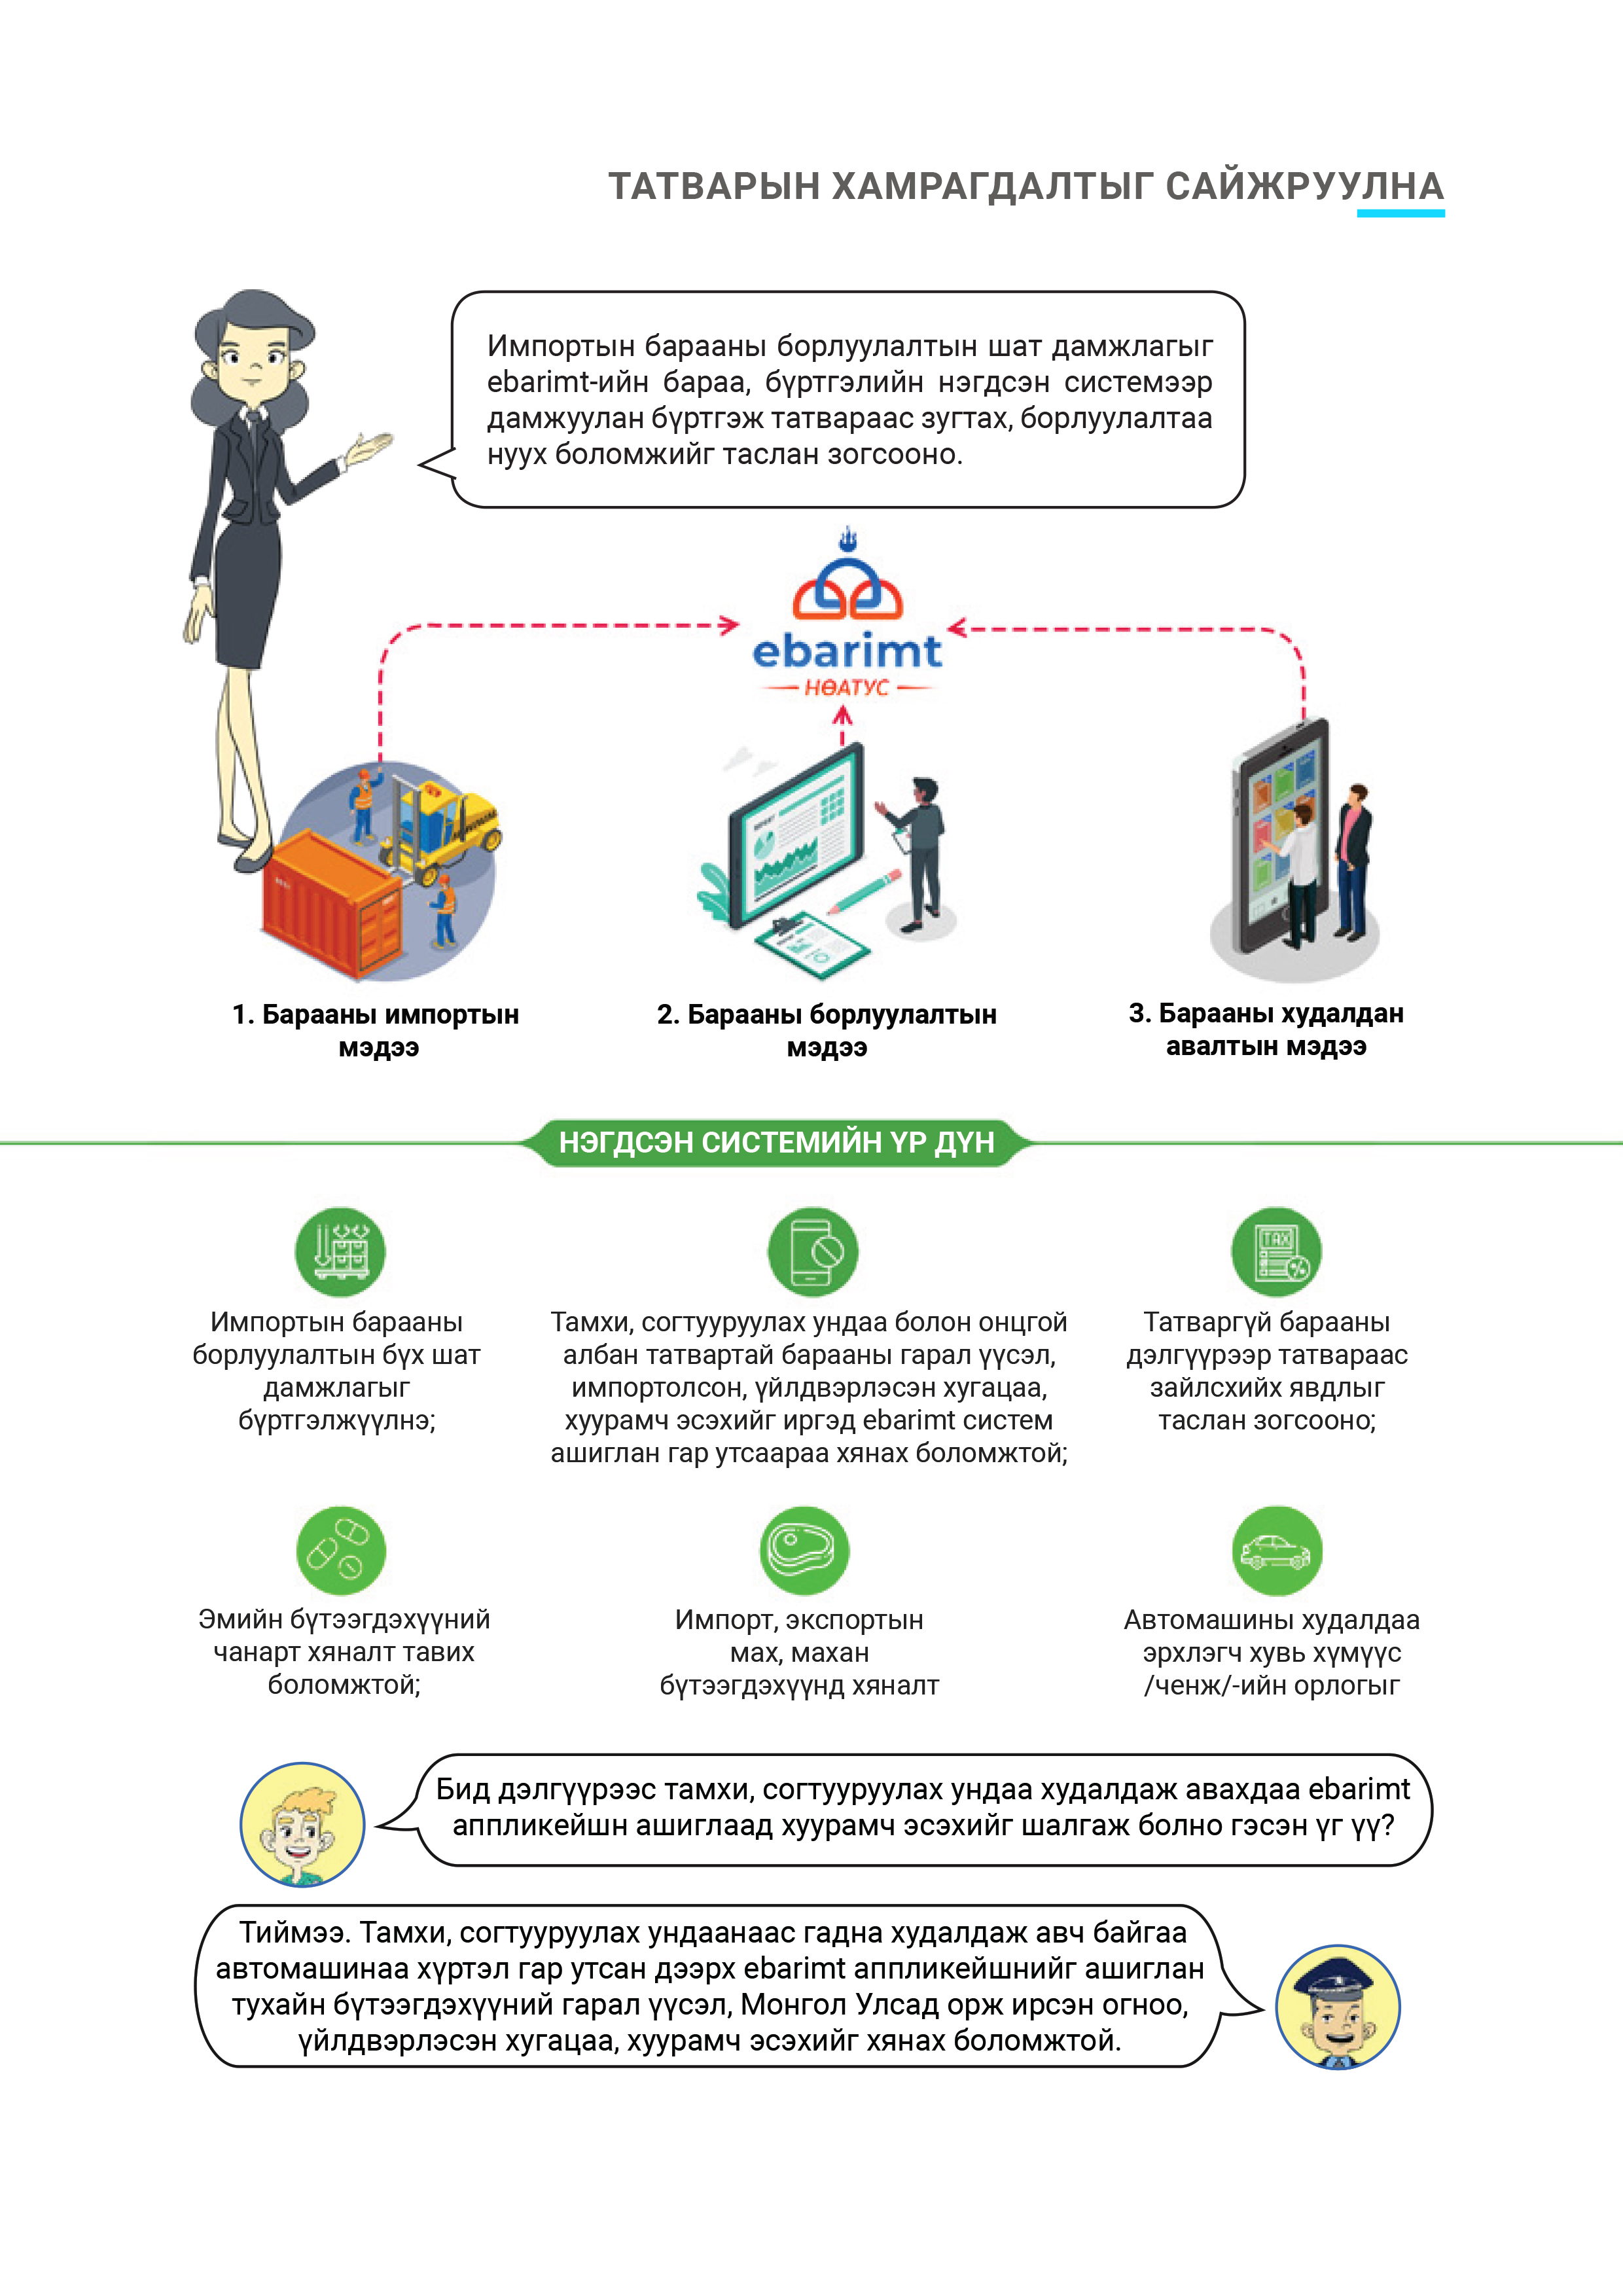 ТАТВАРЫН ХАМРАГДАЛТЫГ САЙЖРУУЛНА
Импортын барааны борлуулалтын шат дамжлагыг
ebarimt-ийн бараа, бүртгэлийн нэгдсэн системээр
дамжуулан бүртгэж татвараас зугтах, борлуулалтаа
нуух боломжийг таслан зогсооно.
ebarimt
НӨАТУС
1. Барааны импортын
мэдээ
2. Барааны борлуулалтын
мэдээ
3. Барааны худалдан
авалтын мэдээ
НЭГДСЭН СИСТЕМИЙН ҮР ДҮН
Импортын барааны
борлуулалтын бүх шат
дамжлагыг
бүртгэлжүүлнэ;
Тамхи, согтууруулах ундаа болон онцгой
албан татвартай барааны гарал үүсэл,
импортолсон, үйлдвэрлэсэн хугацаа,
хуурамч эсэхийг иргэд ebarimt систем
ашиглан гар утсаараа хянах боломжтой;
TAX
Татваргүй барааны
дэлгүүрээр татвараас
зайлсхийх явдлыг
таслан зогсооно;
Эмийн бүтээгдэхүүний
чанарт хяналт тавих
боломжтой;
Импорт, экспортын
мах, махан
бүтээгдэхүүнд хяналт
Автомашины худалдаа
эрхлэгч хувь хүмүүс
/ченж/-ийн орлогыг
Бид дэлгүүрээс тамхи, согтууруулах ундаа худалдаж авахдаа ebarimt
аппликейшн ашиглаад хуурамч эсэхийг шалгаж болно гэсэн үг үү?
Тиймээ. Тамхи, согтууруулах ундаанаас гадна худалдаж авч байгаа
автомашинаа хүртэл гар утсан дээрх ebarimt аппликейшнийг ашиглан
тухайн бүтээгдэхүүний гарал үүсэл, Монгол Улсад орж ирсэн огноо,
үйлдвэрлэсэн хугацаа, хуурамч эсэхийг хянах боломжтой.